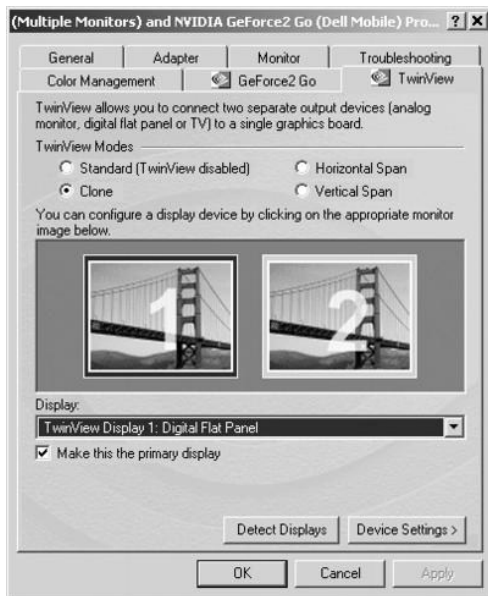 (Multiple Monitors) and NVIDIA GeForce2 Go (Dell Mobile) Pro...
General Adapter Monitor Troubleshooting
Color Management GeForce2 Go TwinView
TwinView allows you to connect two separate output devices (analog
monitor, digital flat panel or TV) to a single graphics board.
TwinView Modes
Standard (TwinView disabled) Horizontal Span
Clone Vertical Span
You can configure a display device by clicking on the appropriate monitor
image below.
1 2
Display:
TwinView Display 1: Digital Flat Panel
Make this the primary display
Detect Displays Device Settings >
OK Cancel Apply